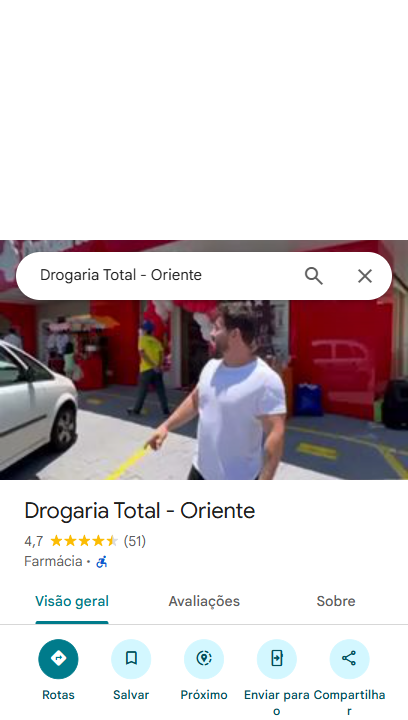 Drogaria Total - Oriente
Drogaria Total - Oriente
4,7 (51)
Farmácia ·
Visão geral Avaliações Sobre
Rotas Salvar Próximo Enviar para o Compartilhar